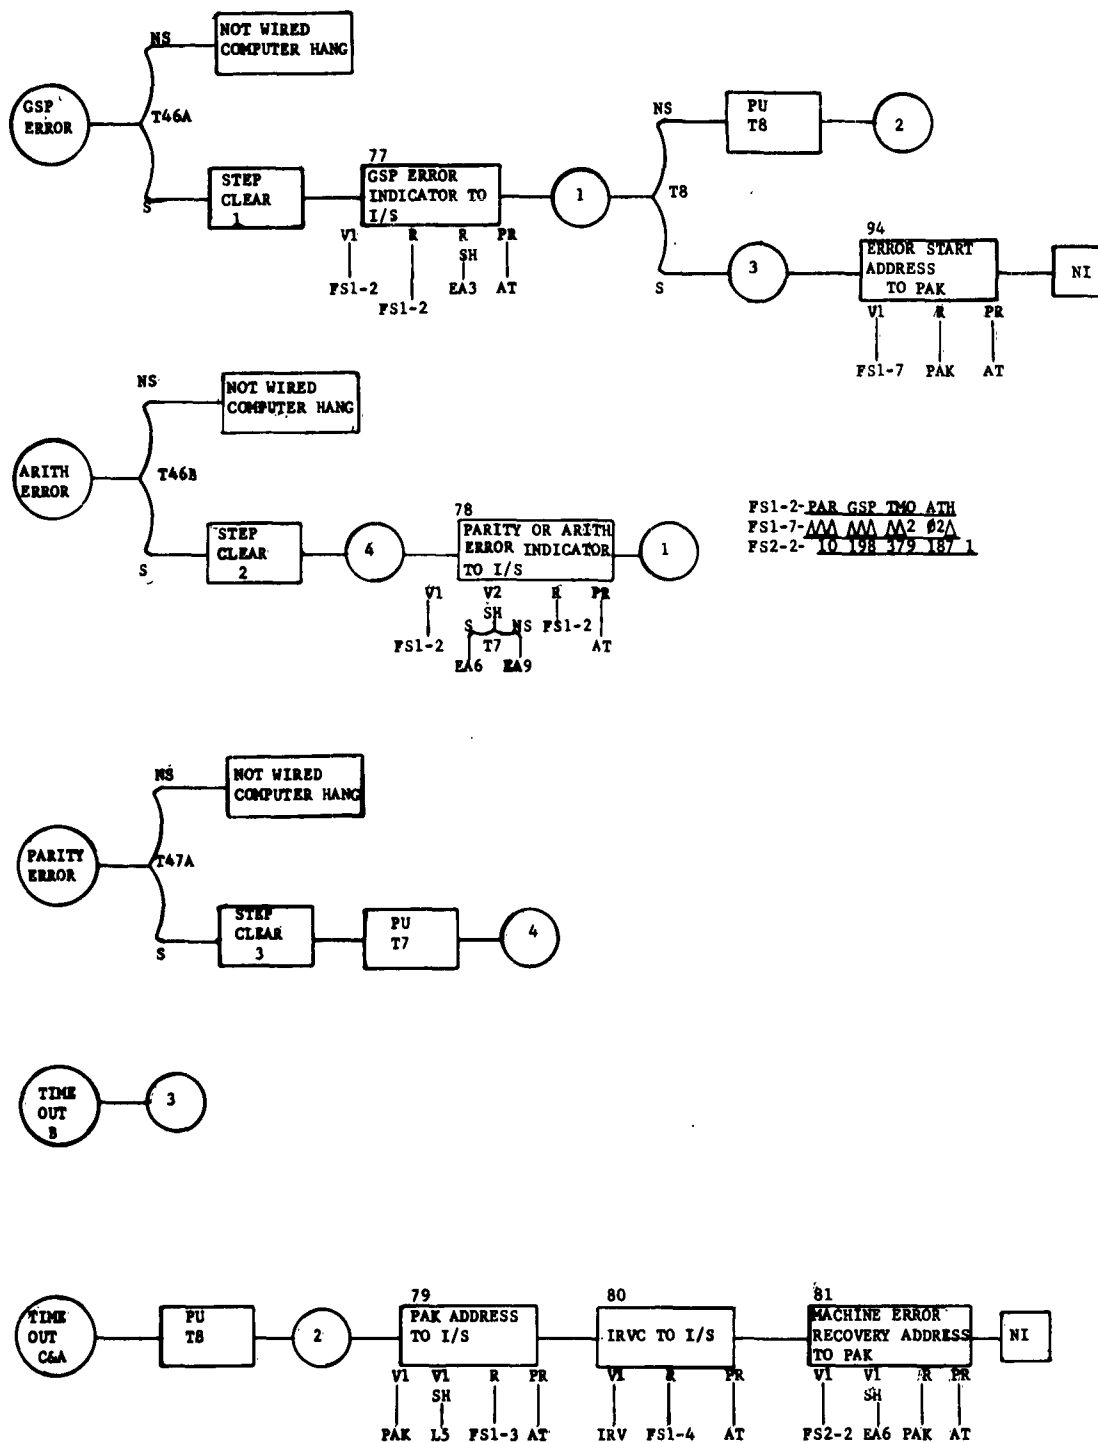 GSP
ERROR
NS
T46A
S
NOT WIRED
COMPUTER HANG
STEP
CLEAR
1
77
GSP ERROR
INDICATOR TO
I/S
V1 R R PR
SH
FS1-2 EA3 AT
FS1-2
1
NS
T8
S
PU
T8
2
3
94
ERROR START
ADDRESS
TO PAK
V1 R PR
FS1-7 PAK AT
NI
ARITH
ERROR
NS
T46B
S
NOT WIRED
COMPUTER HANG
STEP
CLEAR
2
4
78
PARITY OR ARITH
ERROR INDICATOR
TO I/S
V1 V2 R PR
SH
S NS
T7
FS1-2 FS1-2 AT
EA6 EA9
1
FS1-2-PAR GSP TMO ATH
FS1-7-ΛΛΛ ΛΛΛ ΛΛ2 02Λ
FS2-2- 10 198 379 187 1
PARITY
ERROR
NS
T47A
S
NOT WIRED
COMPUTER HANG
STEP
CLEAR
3
PU
T7
4
TIME
OUT
B
3
TIME
OUT
C&A
PU
T8
2
79
PAK ADDRESS
TO I/S
V1 V1 R PR
SH
PAK L5 FS1-3 AT
80
IRVC TO I/S
V1 R PR
IRV FS1-4 AT
81
MACHINE ERROR
RECOVERY ADDRESS
TO PAK
V1 V1 R PR
SH
FS2-2 EA6 PAK AT
NI